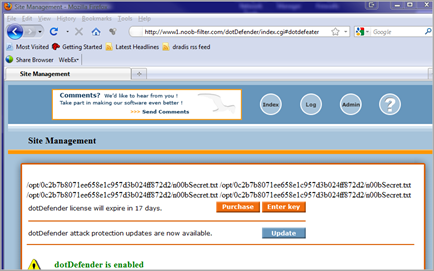 Site Management - Mozilla Firefox
File Edit View History Bookmarks Tools Help
http://www1.noob-filter.com/dotDefender/index.cgi#dotdefeater
Google
Most Visited Getting Started Latest Headlines dradis rss feed
Share Browser WebEx
Site Management
Comments? We'd like to hear from you !
Take part in making our software even better !
>>> Send Comments
Index Log Admin ?
Site Management
/opt/0c2b7b8071ee658e1c957d3b024ff872d2/n00bSecret.txt /opt/0c2b7b8071ee658e1c957d3b024ff872d2/n00bSecret.txt
/opt/0c2b7b8071ee658e1c957d3b024ff872d2/n00bSecret.txt /opt/0c2b7b8071ee658e1c957d3b024ff872d2/n00bSecret.txt
dotDefender license will expire in 17 days. Purchase Enter key
dotDefender attack protection updates are now available. Update
dotDefender is enabled